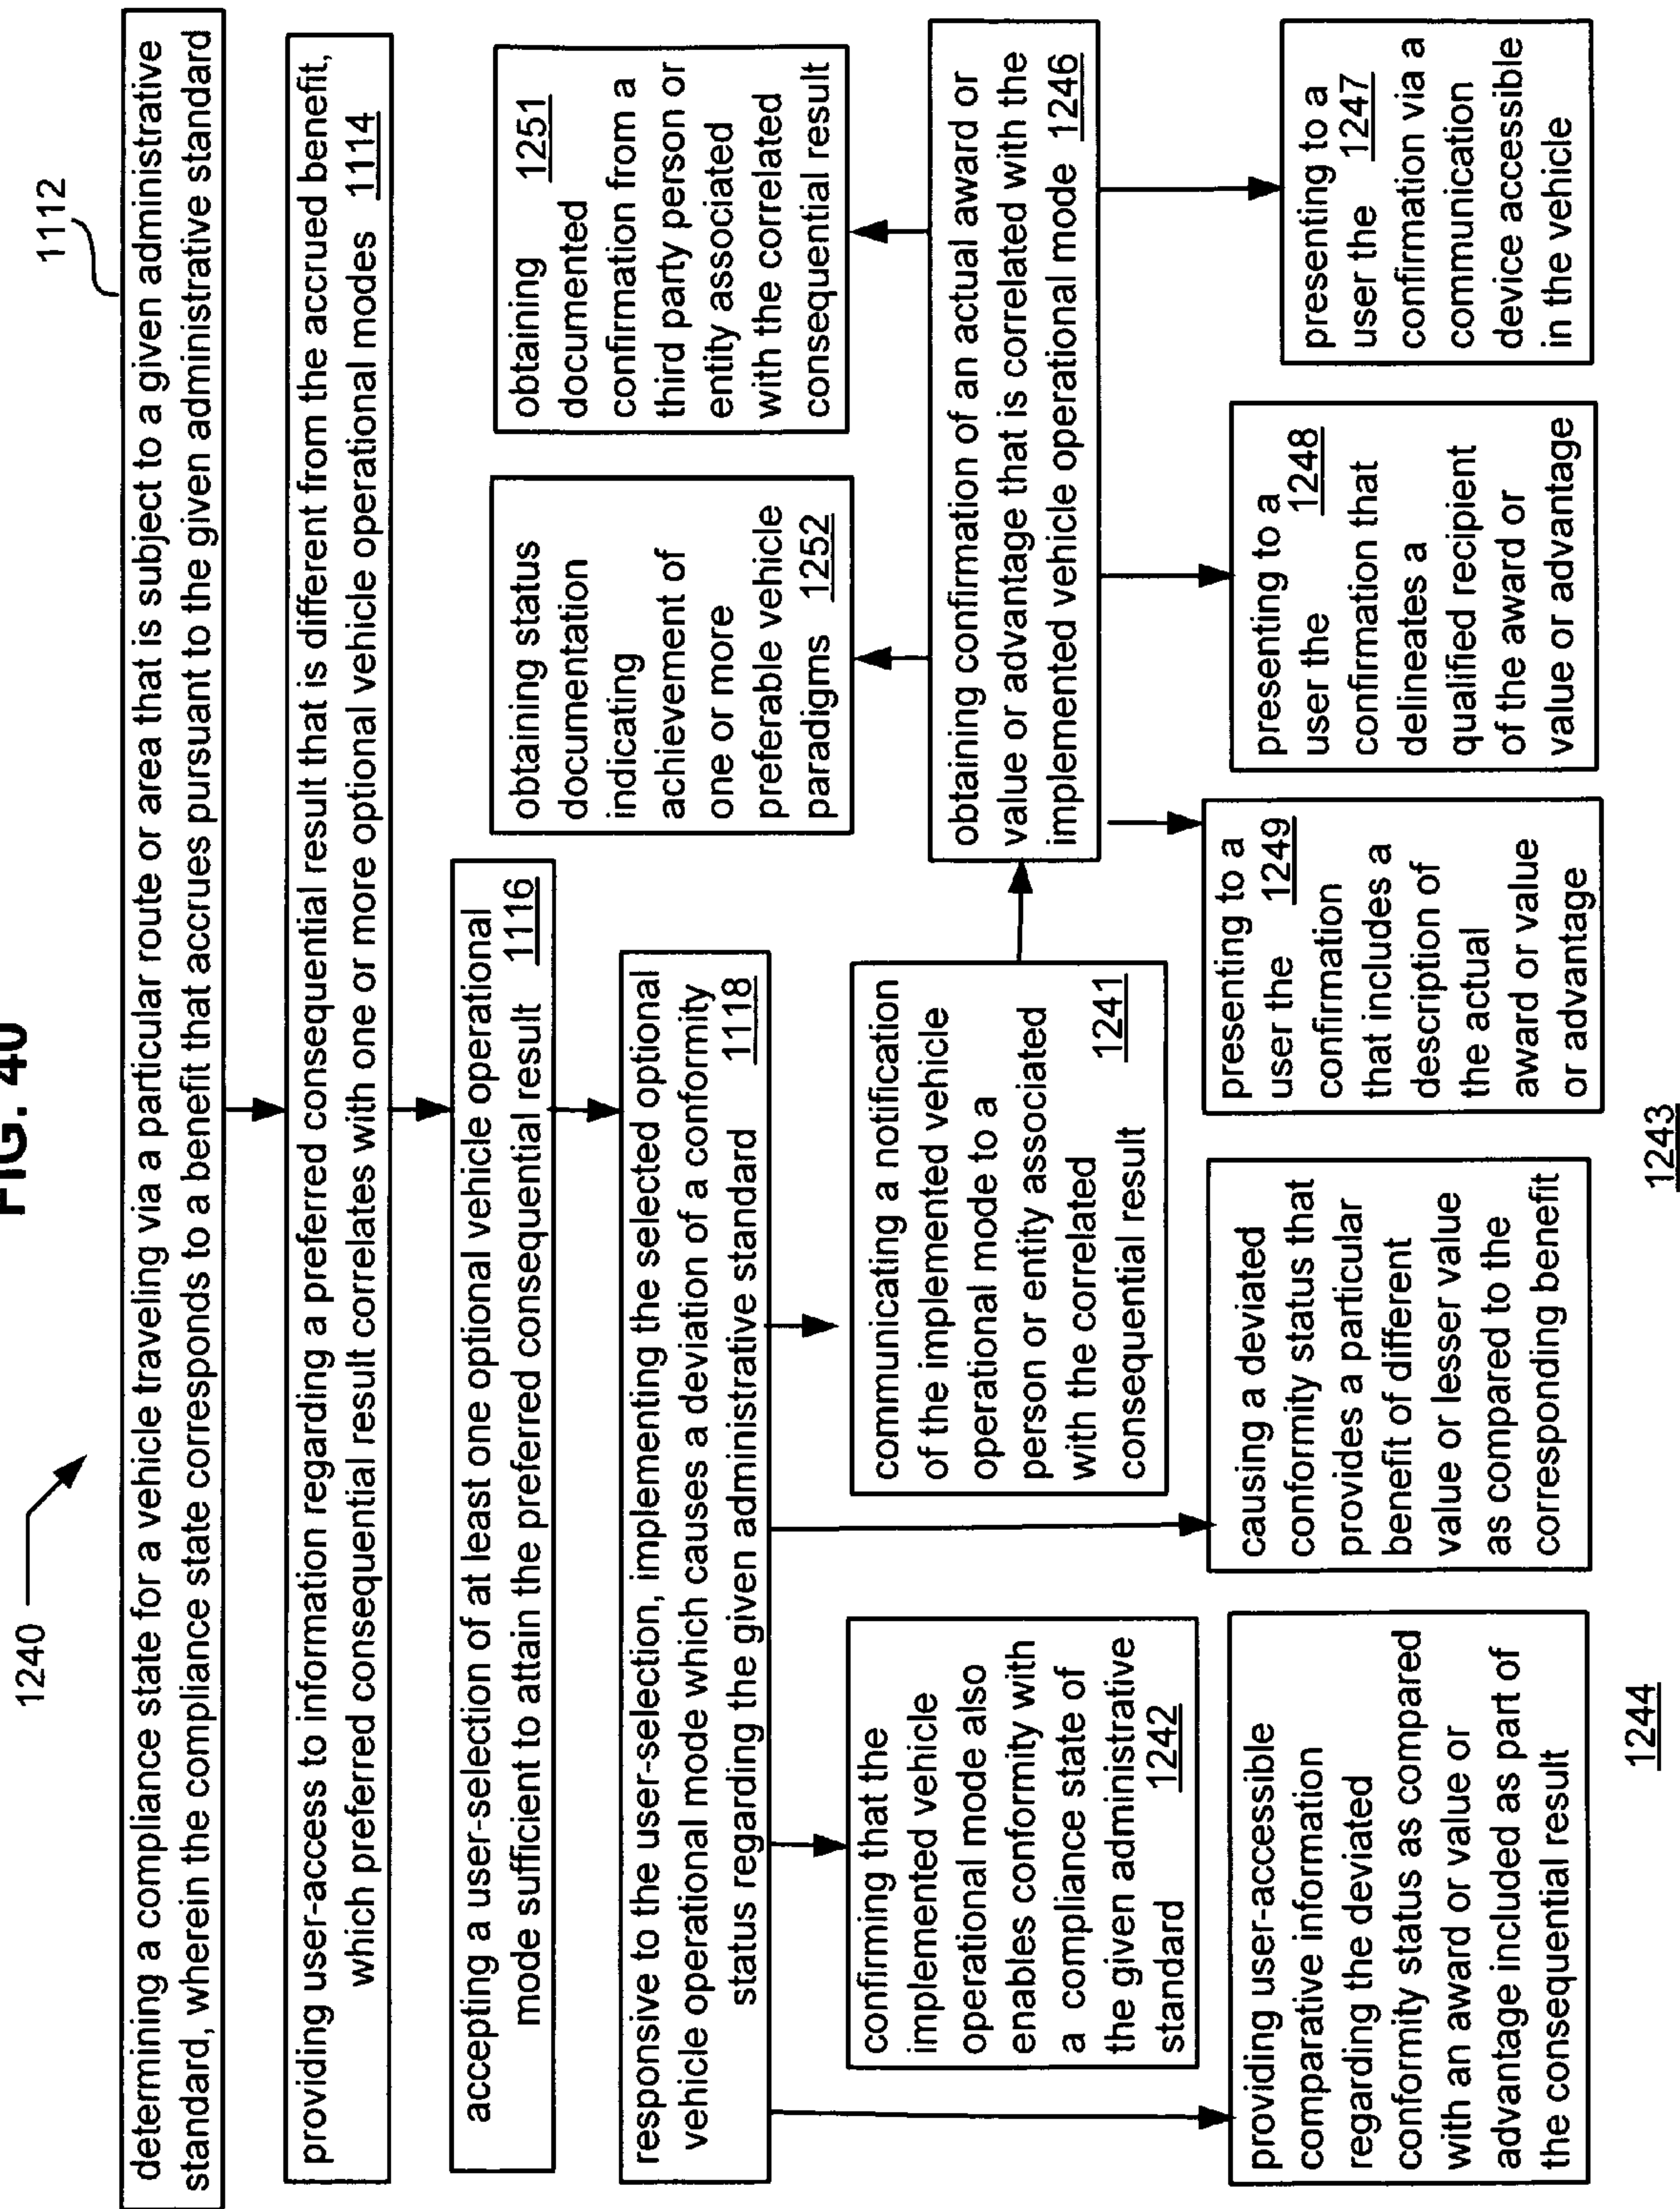 FIG. 40
1240
1112
determining a compliance state for a vehicle traveling via a particular route or area that is subject to a given administrative
standard, wherein the compliance state corresponds to a benefit that accrues pursuant to the given administrative standard
providing user-access to information regarding a preferred consequential result that is different from the accrued benefit,
which preferred consequential result correlates with one or more optional vehicle operational modes 1114
accepting a user-selection of at least one optional vehicle operational
mode sufficient to attain the preferred consequential result 1116
responsive to the user-selection, implementing the selected optional
vehicle operational mode which causes a deviation of a conformity
status regarding the given administrative standard 1118
obtaining status
documentation
indicating
achievement of
one or more
preferable vehicle
paradigms 1252
obtaining 1251
documented
confirmation from a
third party person or
entity associated
with the correlated
consequential result
confirming that the
implemented vehicle
operational mode also
enables conformity with
a compliance state of
the given administrative
standard 1242
communicating a notification
of the implemented vehicle
operational mode to a
person or entity associated
with the correlated 1241
consequential result
obtaining confirmation of an actual award or
value or advantage that is correlated with the
implemented vehicle operational mode 1246
providing user-accessible
comparative information
regarding the deviated
conformity status as compared
with an award or value or
advantage included as part of
the consequential result
1244
causing a deviated
conformity status that
provides a particular
benefit of different
value or lesser value
as compared to the
corresponding benefit
1243
presenting to a
user the 1249
confirmation
that includes a
description of
the actual
award or value
or advantage
presenting to a
user the 1248
confirmation that
delineates a
qualified recipient
of the award or
value or advantage
presenting to a
user the 1247
confirmation via a
communication
device accessible
in the vehicle